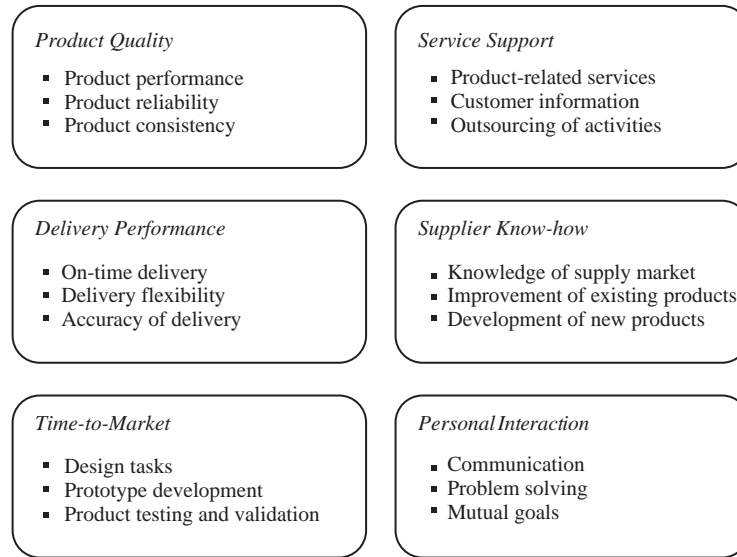 Product Quality
▪ Product performance
▪ Product reliability
▪ Product consistency
Service Support
▪ Product-related services
▪ Customer information
▪ Outsourcing of activities
Delivery Performance
▪ On-time delivery
▪ Delivery flexibility
▪ Accuracy of delivery
Supplier Know-how
▪ Knowledge of supply market
▪ Improvement of existing products
▪ Development of new products
Time-to-Market
▪ Design tasks
▪ Prototype development
▪ Product testing and validation
Personal Interaction
▪ Communication
▪ Problem solving
▪ Mutual goals